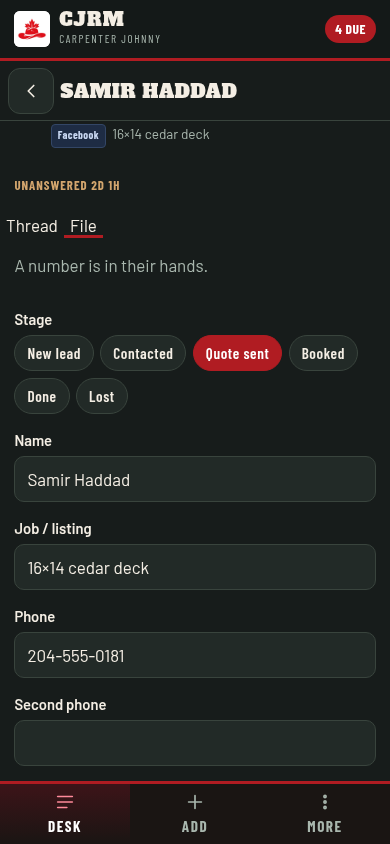 CJRM
CARPENTER JOHNNY
4 DUE
SAMIR HADDAD
Facebook 16×14 cedar deck
UNANSWERED 2D 1H
Thread File
A number is in their hands.
Stage
New lead Contacted Quote sent Booked
Done Lost
Name
Samir Haddad
Job / listing
16×14 cedar deck
Phone
204-555-0181
Second phone
DESK ADD MORE